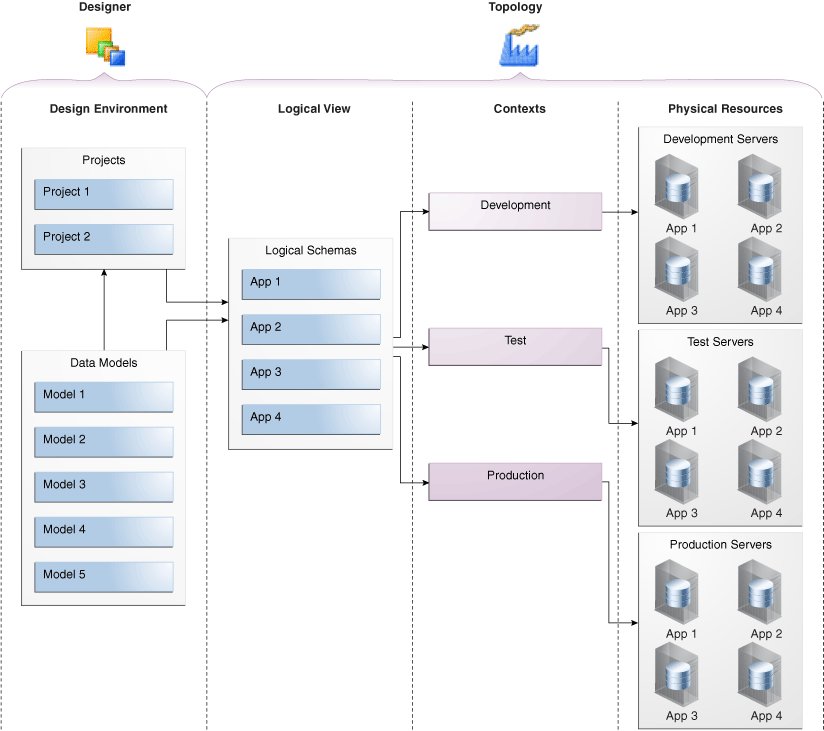 Designer
Topology
Design Environment
Logical View
Contexts
Physical Resources
Projects
Project 1
Project 2
Data Models
Model 1
Model 2
Model 3
Model 4
Model 5
Logical Schemas
App 1
App 2
App 3
App 4
Development
Test
Production
Development Servers
App 1
App 2
App 3
App 4
Test Servers
App 1
App 2
App 3
App 4
Production Servers
App 1
App 2
App 3
App 4